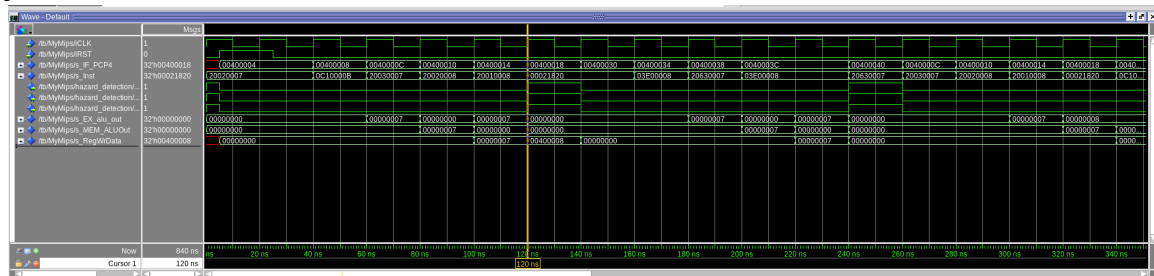 Wave - Default
Msgs
/tb/MyMips/iCLK 1
/tb/MyMips/iRST 0
/tb/MyMips/s_IF_PCP4 32'h00400018 00400004 00400008 0040000C 00400010 00400014 00400018 00400030 00400034 00400038 0040003C 00400040 0040000C 00400010 00400014 00400018 0040...
/tb/MyMips/s_Inst 32'h00021820 20020007 0C10000B 20030007 20020008 20010008 00021820 03E00008 20630007 03E00008 20630007 20030007 20020008 20010008 00021820 0C10...
/tb/MyMips/hazard_detection/... 1
/tb/MyMips/hazard_detection/... 1
/tb/MyMips/hazard_detection/... 1
/tb/MyMips/s_EX_alu_out 32'h00000000 00000000 00000007 00000000 00000007 00000000 00000007 00000000 00000007 00000000 00000007 00000008
/tb/MyMips/s_MEM_ALUOut 32'h00000000 00000000 00000007 00000000 00000000 00000007 00000000 00000000 00000007 0000...
/tb/MyMips/s_RegWrData 32'h00400008 00000000 00000007 00400008 00000000 00000007 00000000 0000...
Now 840 ns ns 20 ns 40 ns 60 ns 80 ns 100 ns 120 ns 140 ns 160 ns 180 ns 200 ns 220 ns 240 ns 260 ns 280 ns 300 ns 320 ns 340 ns
Cursor 1 120 ns 120 ns